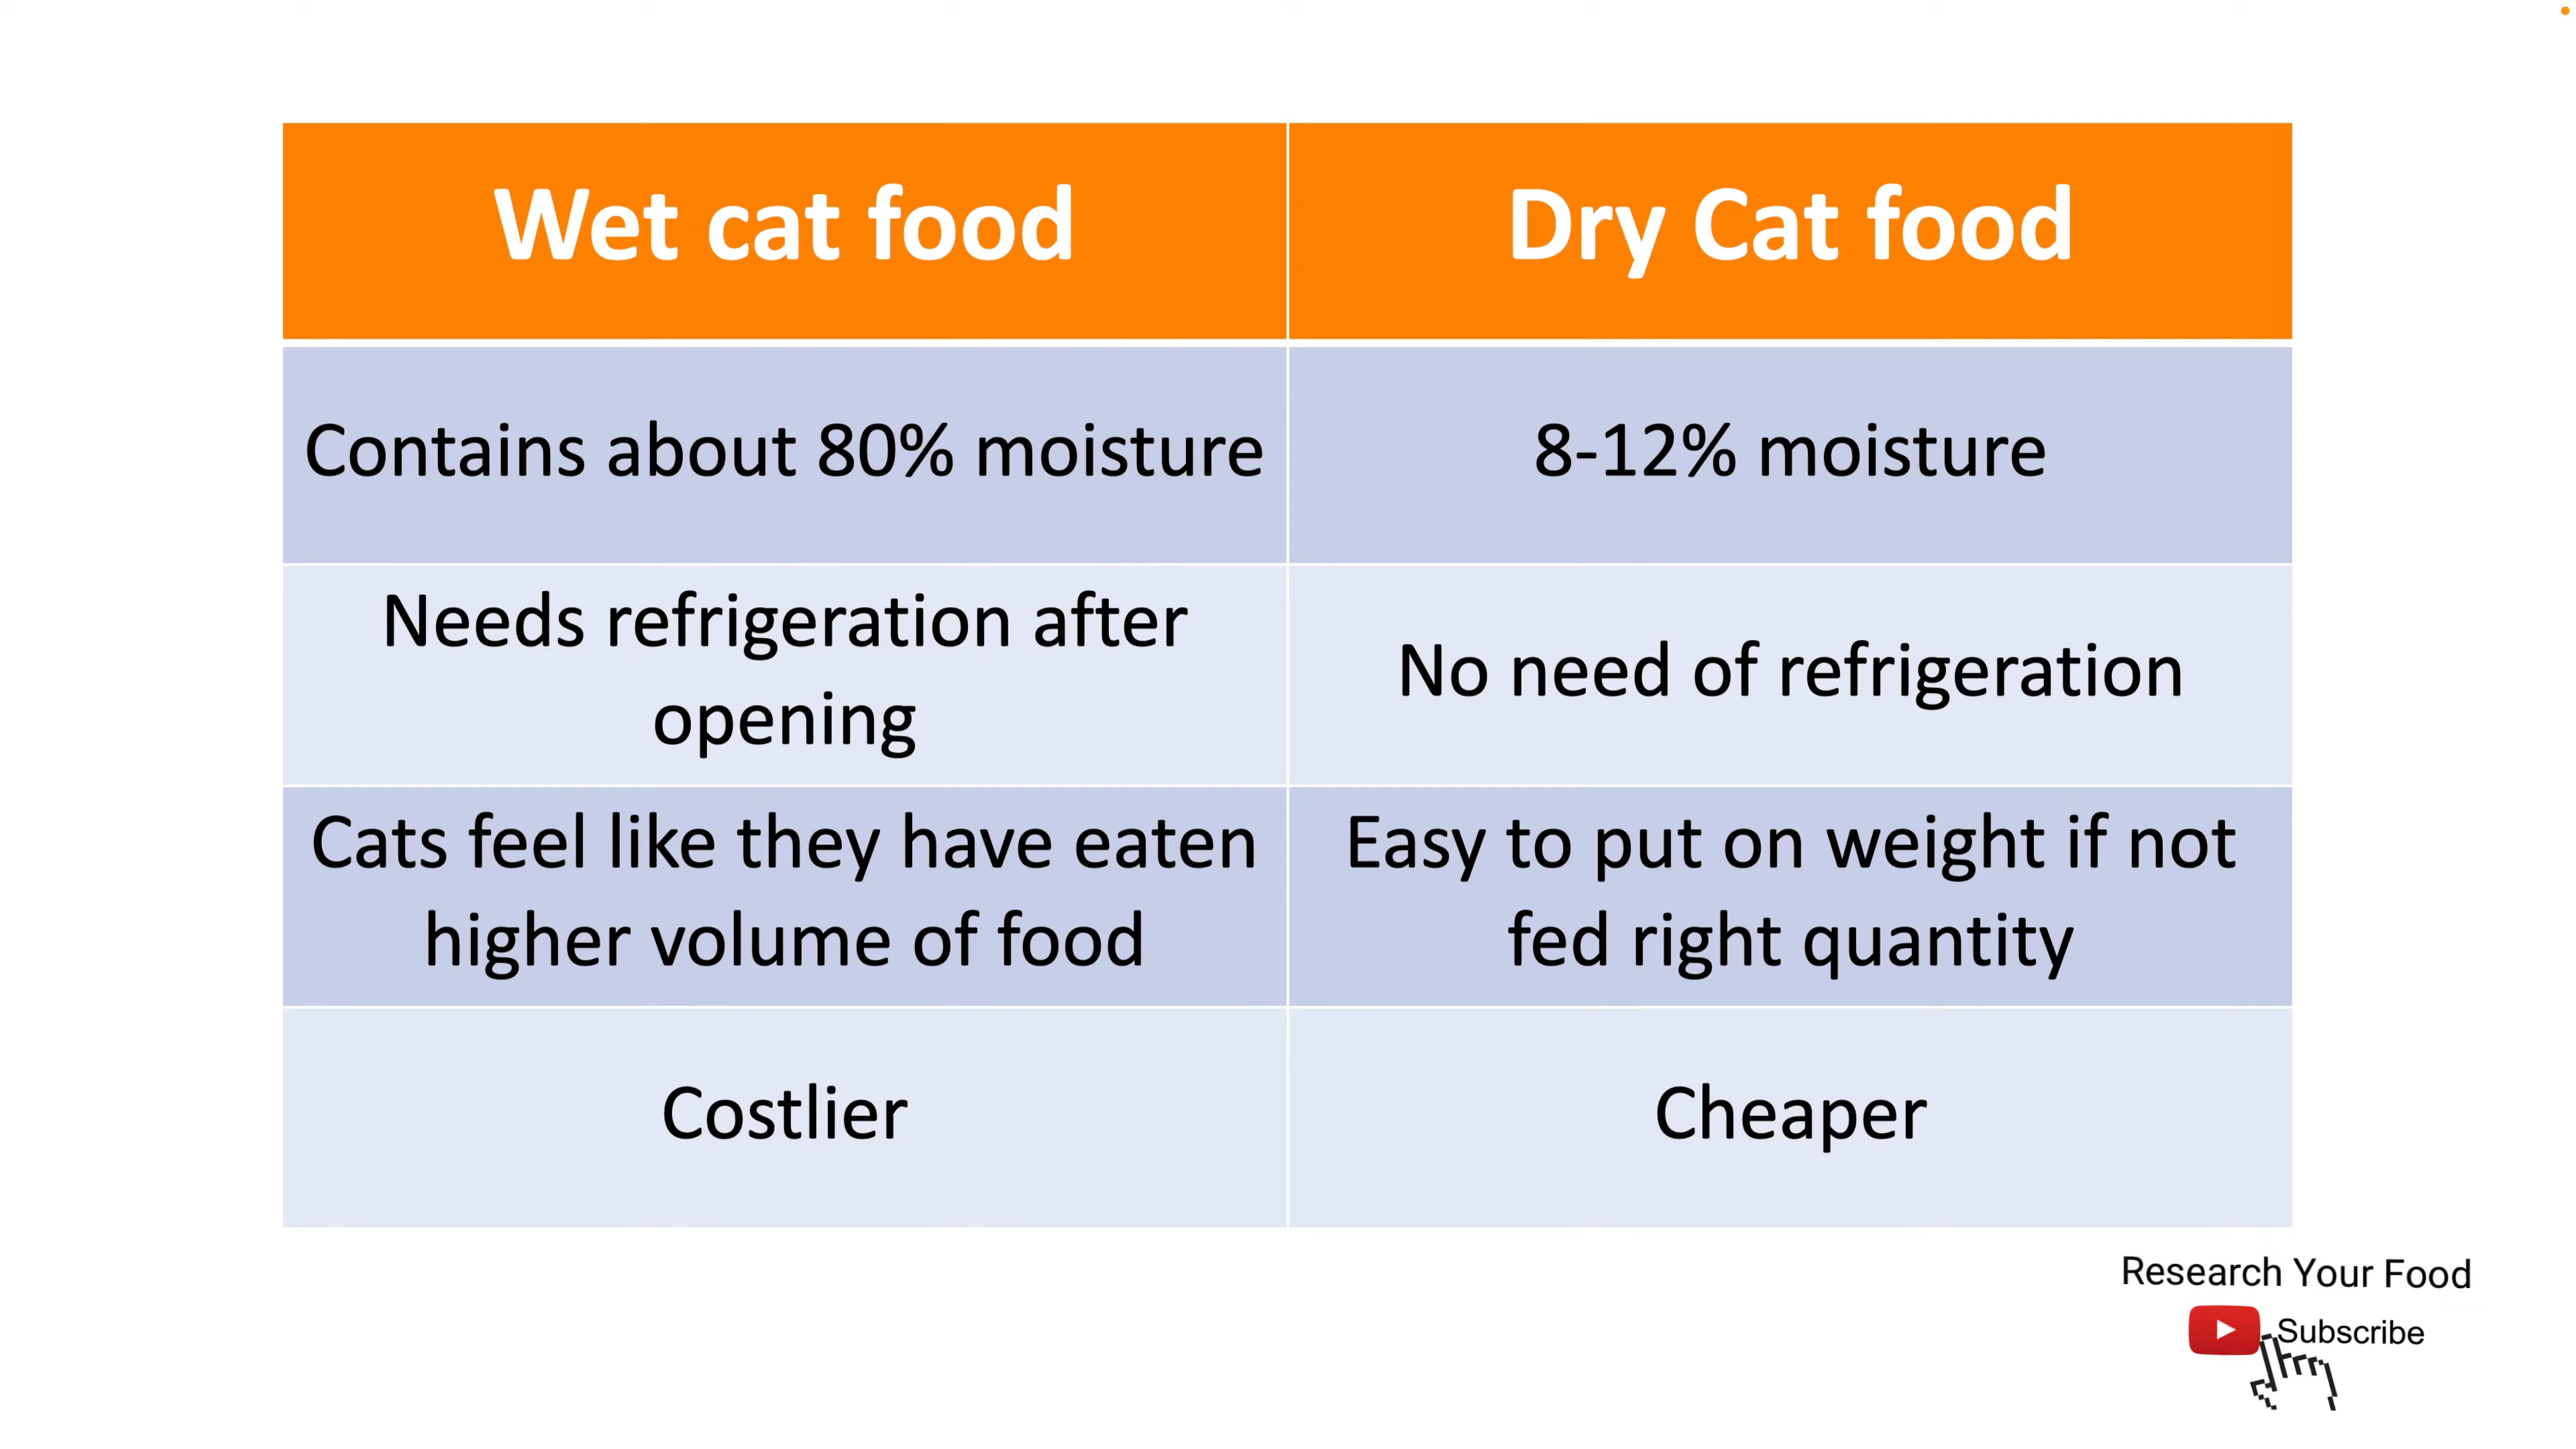 Wet cat food
Dry Cat food
Contains about 80% moisture
8-12% moisture
Needs refrigeration after
opening
No need of refrigeration
Cats feel like they have eaten
higher volume of food
Easy to put on weight if not
fed right quantity
Costlier
Cheaper
Research Your Food
Subscribe